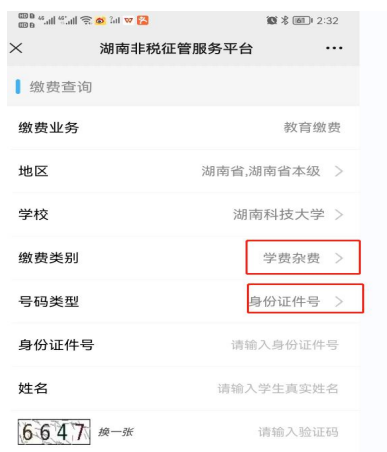 2:32
湖南非税征管服务平台
缴费查询
缴费业务 教育缴费
地区 湖南省,湖南省本级
学校 湖南科技大学
缴费类别 学费杂费
号码类型 身份证件号
身份证件号 请输入身份证件号
姓名 请输入学生真实姓名
6647 换一张 请输入验证码